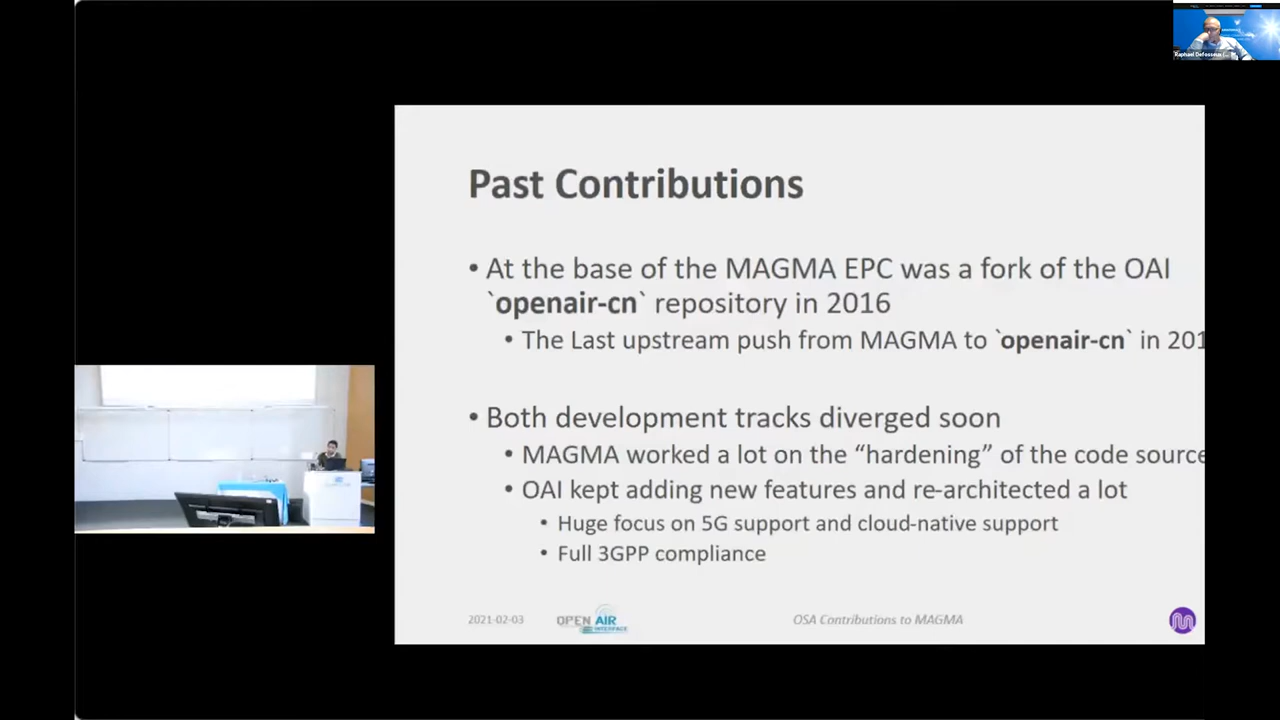 Raphael Defosseux (...
Past Contributions
• At the base of the MAGMA EPC was a fork of the OAI
`openair-cn` repository in 2016
• The Last upstream push from MAGMA to `openair-cn` in 201
• Both development tracks diverged soon
• MAGMA worked a lot on the “hardening” of the code source
• OAI kept adding new features and re-architected a lot
• Huge focus on 5G support and cloud-native support
• Full 3GPP compliance
2021-02-03
OPEN AIR
INTERFACE
OSA Contributions to MAGMA